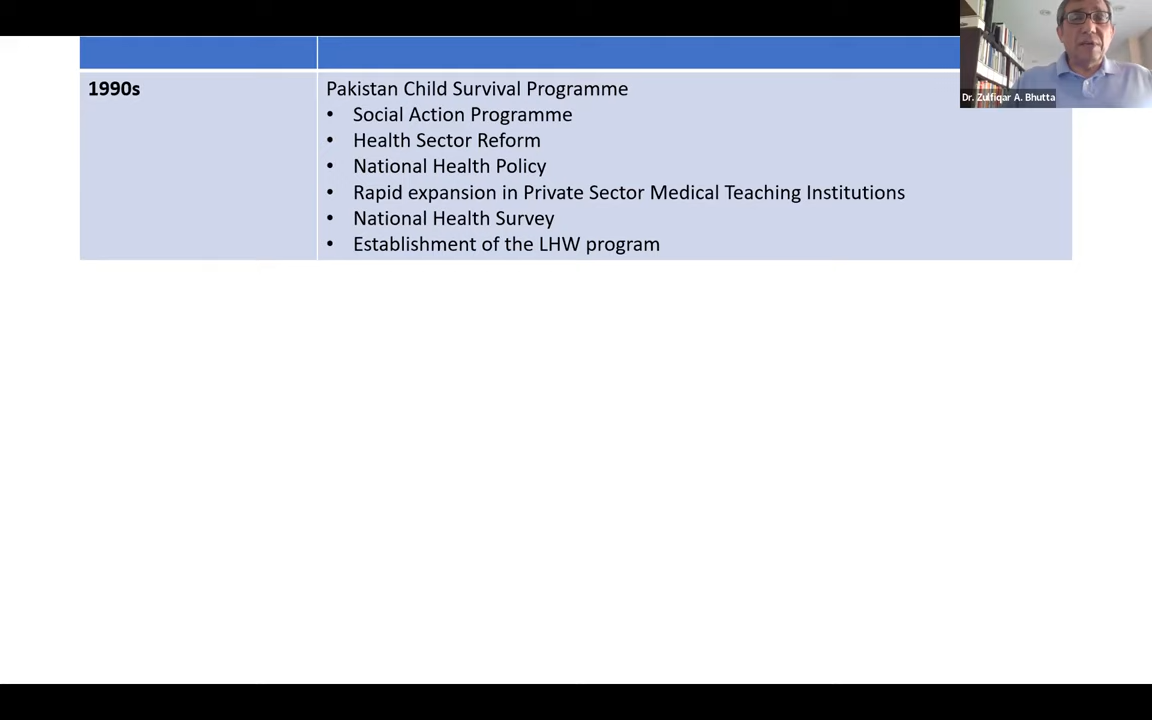 Dr. Zulfiqar A. Bhutta
1990s
Pakistan Child Survival Programme
• Social Action Programme
• Health Sector Reform
• National Health Policy
• Rapid expansion in Private Sector Medical Teaching Institutions
• National Health Survey
• Establishment of the LHW program